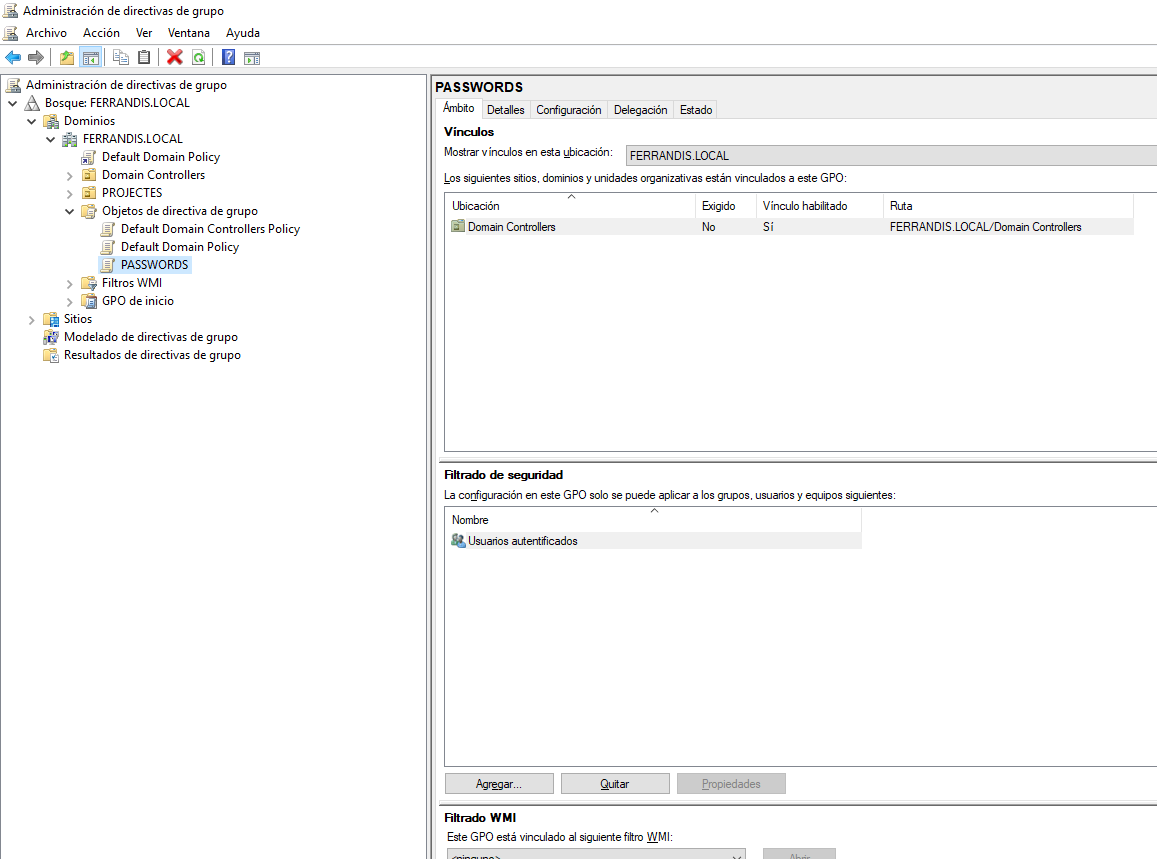 Administración de directivas de grupo
Archivo Acción Ver Ventana Ayuda
Administración de directivas de grupo
Bosque: FERRANDIS.LOCAL
Dominios
FERRANDIS.LOCAL
Default Domain Policy
Domain Controllers
PROJECTES
Objetos de directiva de grupo
Default Domain Controllers Policy
Default Domain Policy
PASSWORDS
Filtros WMI
GPO de inicio
Sitios
Modelado de directivas de grupo
Resultados de directivas de grupo
PASSWORDS
Ámbito Detalles Configuración Delegación Estado
Vínculos
Mostrar vínculos en esta ubicación: FERRANDIS.LOCAL
Los siguientes sitios, dominios y unidades organizativas están vinculados a este GPO:
Ubicación Exigido Vínculo habilitado Ruta
Domain Controllers No Sí FERRANDIS.LOCAL/Domain Controllers
Filtrado de seguridad
La configuración en este GPO solo se puede aplicar a los grupos, usuarios y equipos siguientes:
Nombre
Usuarios autentificados
Agregar... Quitar Propiedades
Filtrado WMI
Este GPO está vinculado al siguiente filtro WMI:
<ninguno> Abrir